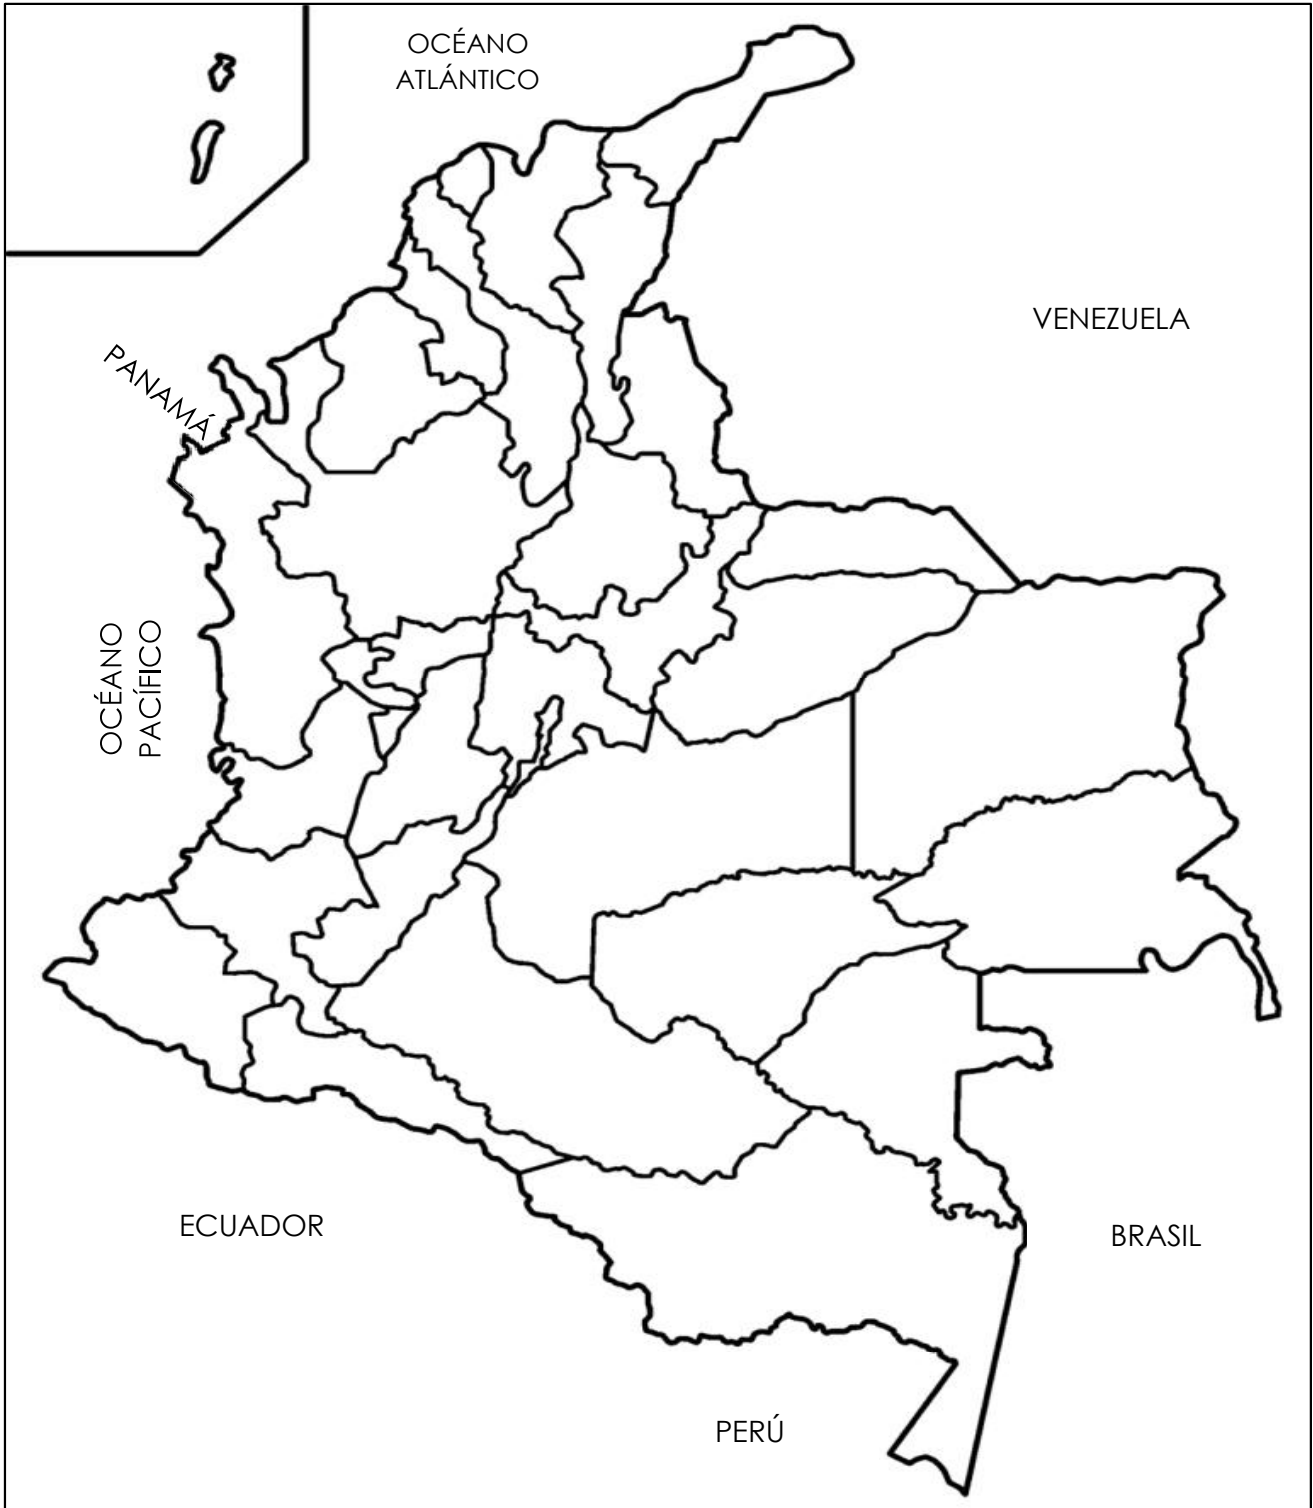 OCÉANO
ATLÁNTICO
VENEZUELA
PANAMÁ
OCÉANO
PACÍFICO
ECUADOR
BRASIL
PERÚ